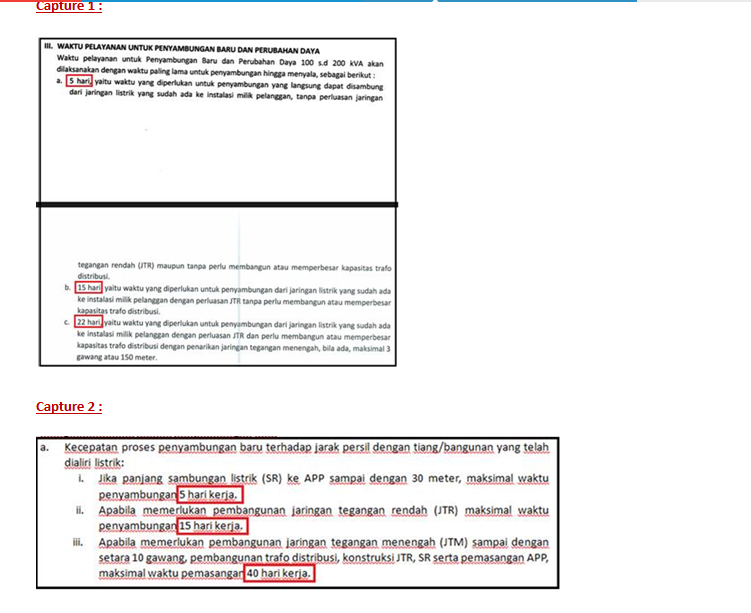 Capture 1 :
III. WAKTU PELAYANAN UNTUK PENYAMBUNGAN BARU DAN PERUBAHAN DAYA
Waktu pelayanan untuk Penyambungan Baru dan Perubahan Daya 100 s.d 200 kVA akan
dilaksanakan dengan waktu paling lama untuk penyambungan hingga menyala, sebagai berikut :
a. 5 hari, yaitu waktu yang diperlukan untuk penyambungan yang langsung dapat disambung
dari jaringan listrik yang sudah ada ke instalasi milik pelanggan, tanpa perluasan jaringan
tegangan rendah (JTR) maupun tanpa perlu membangun atau memperbesar kapasitas trafo
distribusi.
b. 15 hari yaitu waktu yang diperlukan untuk penyambungan dari jaringan listrik yang sudah ada
ke instalasi milik pelanggan dengan perluasan JTR tanpa perlu membangun atau memperbesar
kapasitas trafo distribusi.
c. 22 hari, yaitu waktu yang diperlukan untuk penyambungan dari jaringan listrik yang sudah ada
ke instalasi milik pelanggan dengan perluasan JTR dan perlu membangun atau memperbesar
kapasitas trafo distribusi dengan penarikan jaringan tegangan menengah, bila ada, maksimal 3
gawang atau 150 meter.
Capture 2 :
a. Kecepatan proses penyambungan baru terhadap jarak persil dengan tiang/bangunan yang telah
dialiri listrik:
i. Jika panjang sambungan listrik (SR) ke APP sampai dengan 30 meter, maksimal waktu
penyambungan 5 hari kerja.
ii. Apabila memerlukan pembangunan jaringan tegangan rendah (JTR) maksimal waktu
penyambungan 15 hari kerja.
iii. Apabila memerlukan pembangunan jaringan tegangan menengah (JTM) sampai dengan
setara 10 gawang, pembangunan trafo distribusi, konstruksi JTR, SR serta pemasangan APP,
maksimal waktu pemasangan 40 hari kerja.